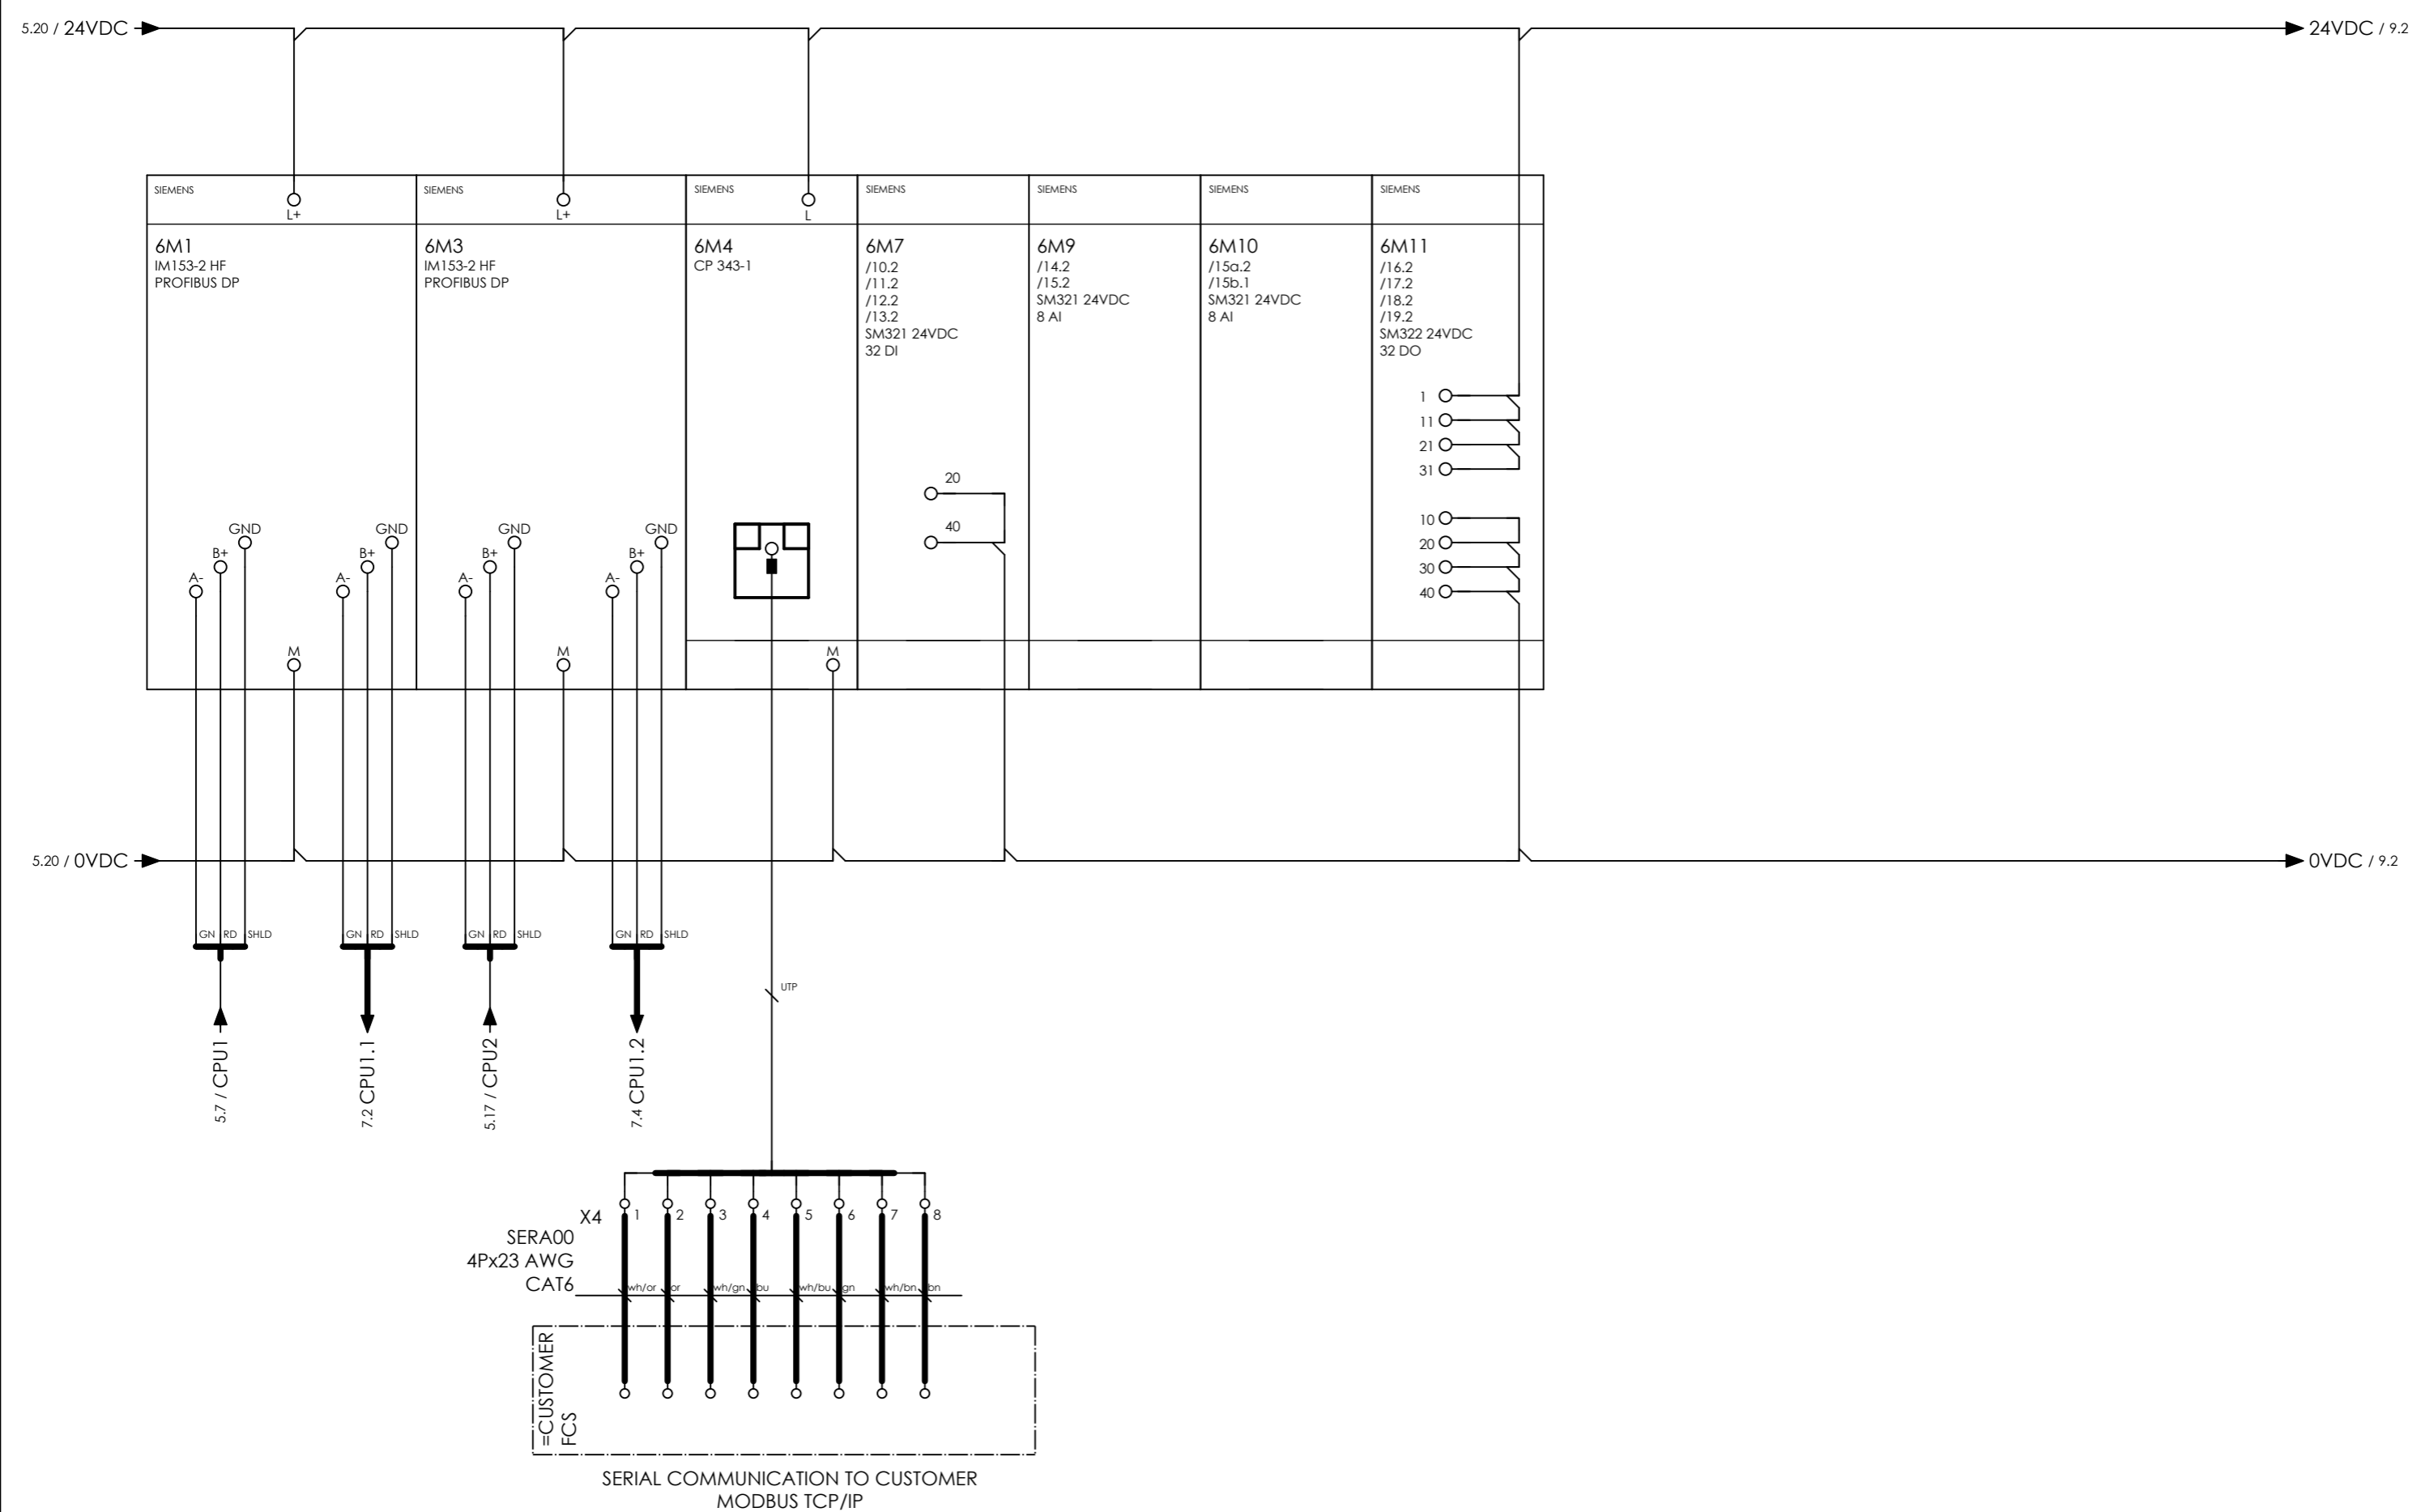 5.20 / 24VDC
24VDC / 9.2
SIEMENS
L+
6M1
IM153-2 HF
PROFIBUS DP
A-
B+
GND
M
A-
B+
GND
SIEMENS
L+
6M3
IM153-2 HF
PROFIBUS DP
A-
B+
GND
M
A-
B+
GND
SIEMENS
L
6M4
CP 343-1
M
SIEMENS
6M7
/10.2
/11.2
/12.2
/13.2
SM321 24VDC
32 DI
20
40
SIEMENS
6M9
/14.2
/15.2
SM321 24VDC
8 AI
SIEMENS
6M10
/15a.2
/15b.1
SM321 24VDC
8 AI
SIEMENS
6M11
/16.2
/17.2
/18.2
/19.2
SM322 24VDC
32 DO
1
11
21
31
10
20
30
40
5.20 / 0VDC
0VDC / 9.2
GN RD SHLD
GN RD SHLD
GN RD SHLD
GN RD SHLD
5.7 / CPU1
7.2 CPU1.1
5.17 / CPU2
7.4 CPU1.2
UTP
X4 1 2 3 4 5 6 7 8
SERA00
4Px23 AWG
CAT6
wh/or or wh/gn bu wh/bu gn wh/bn bn
=CUSTOMER
FCS
SERIAL COMMUNICATION TO CUSTOMER
MODBUS TCP/IP